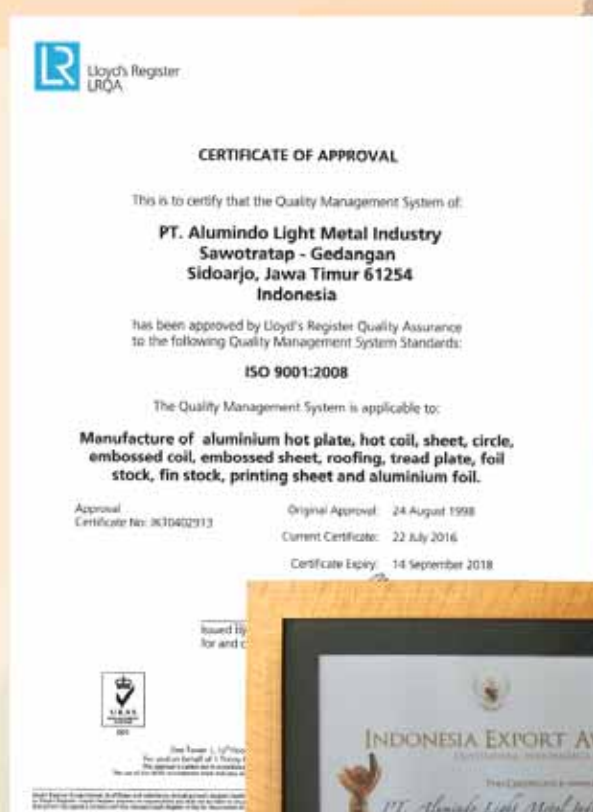 LR
Lloyd's Register
LRQA
CERTIFICATE OF APPROVAL
This is to certify that the Quality Management System of:
PT. Alumindo Light Metal Industry
Sawotratap - Gedangan
Sidoarjo, Jawa Timur 61254
Indonesia
has been approved by Lloyd's Register Quality Assurance
to the following Quality Management System Standards:
ISO 9001:2008
The Quality Management System is applicable to:
Manufacture of aluminium hot plate, hot coil, sheet, circle,
embossed coil, embossed sheet, roofing, tread plate, foil
stock, fin stock, printing sheet and aluminium foil.
Approval
Certificate No: JKT0402913
Original Approval: 24 August 1998
Current Certificate: 22 July 2016
Certificate Expiry: 14 September 2018
Issued by
for and
UKAS
001
INDONESIA EXPORT
PT. Alumindo Light Metal